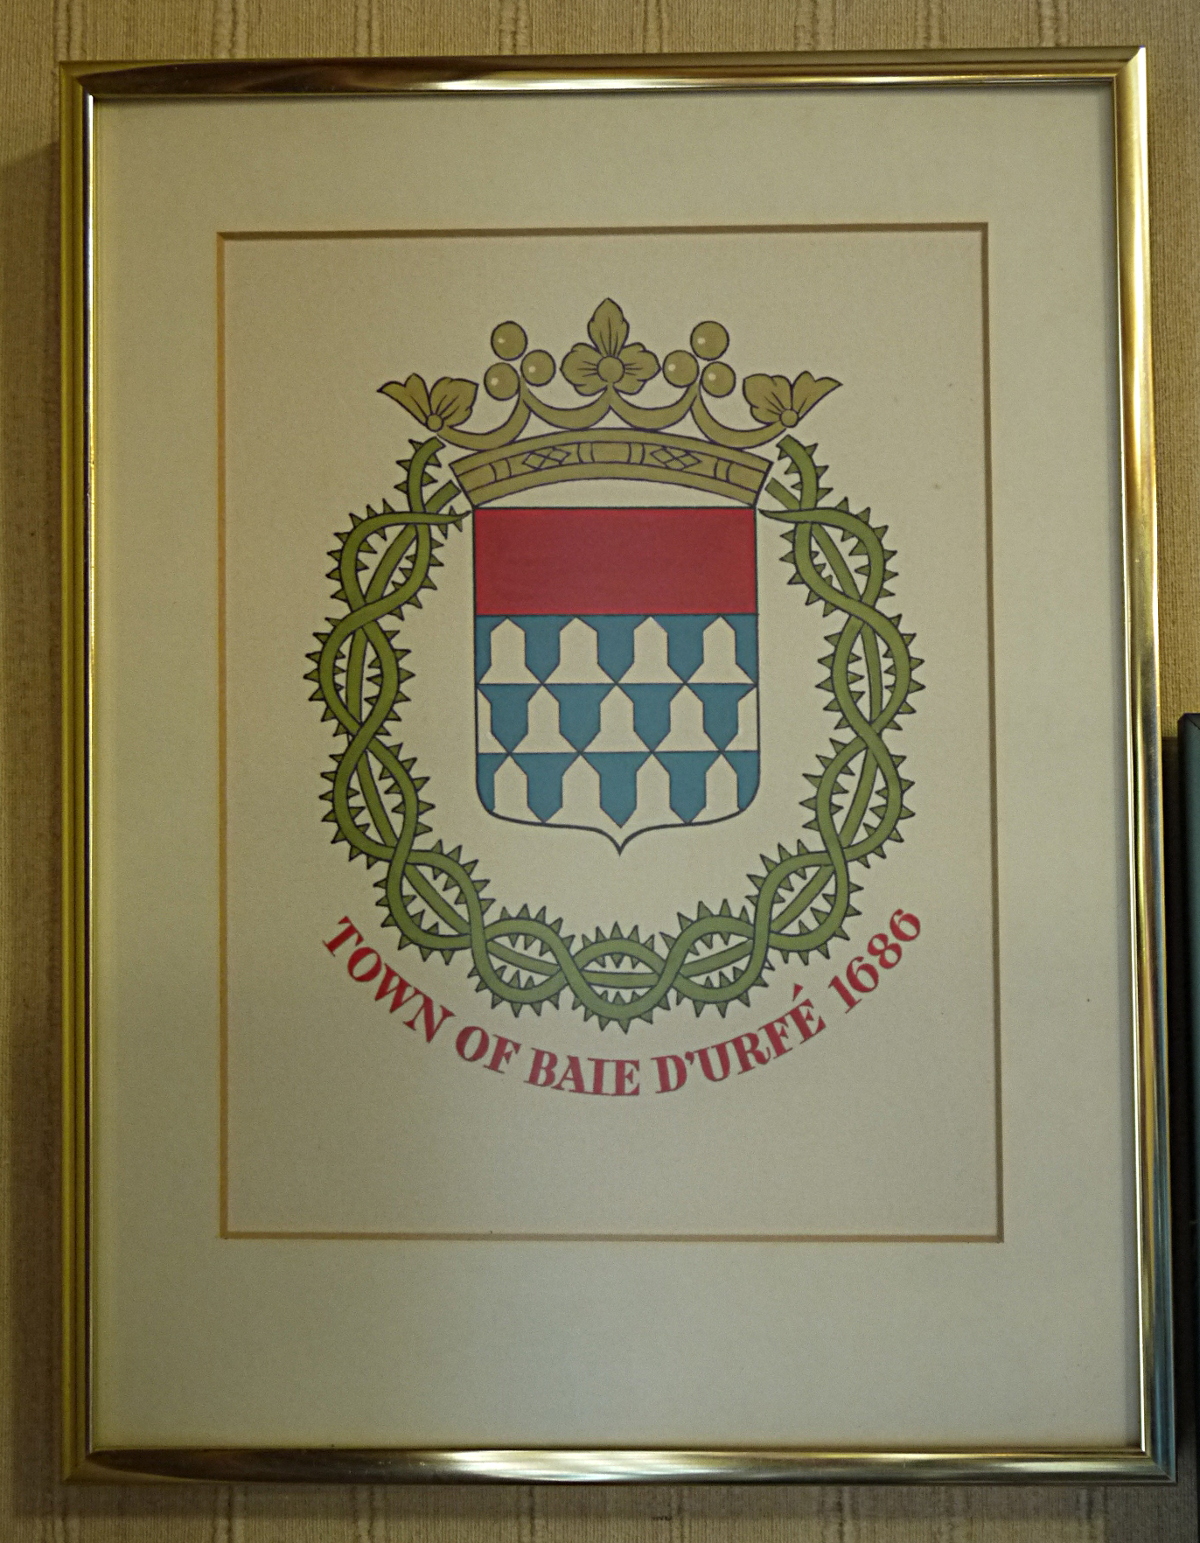 TOWN OF BAIE D'URFÉ 1686